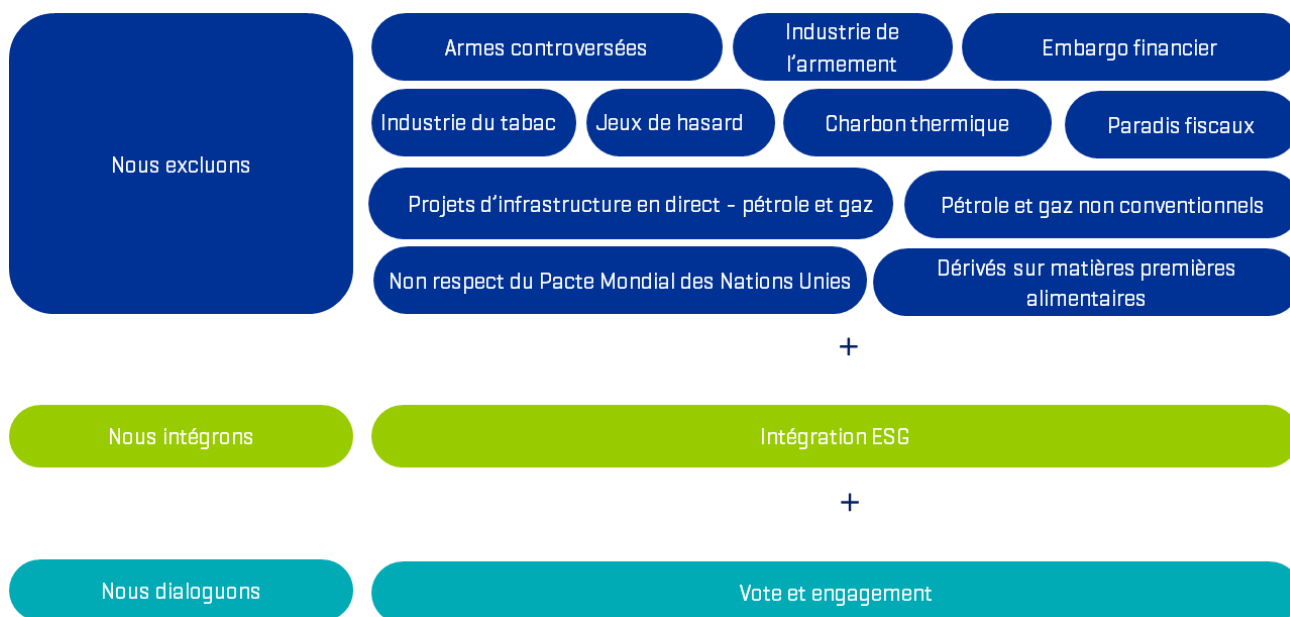 Nous excluons
Armes controversées
Industrie de
l'armement
Embargo financier
Industrie du tabac
Jeux de hasard
Charbon thermique
Paradis fiscaux
Projets d'infrastructure en direct - pétrole et gaz
Pétrole et gaz non conventionnels
Non respect du Pacte Mondial des Nations Unies
Dérivés sur matières premières
alimentaires
+
Nous intégrons
Intégration ESG
+
Nous dialoguons
Vote et engagement